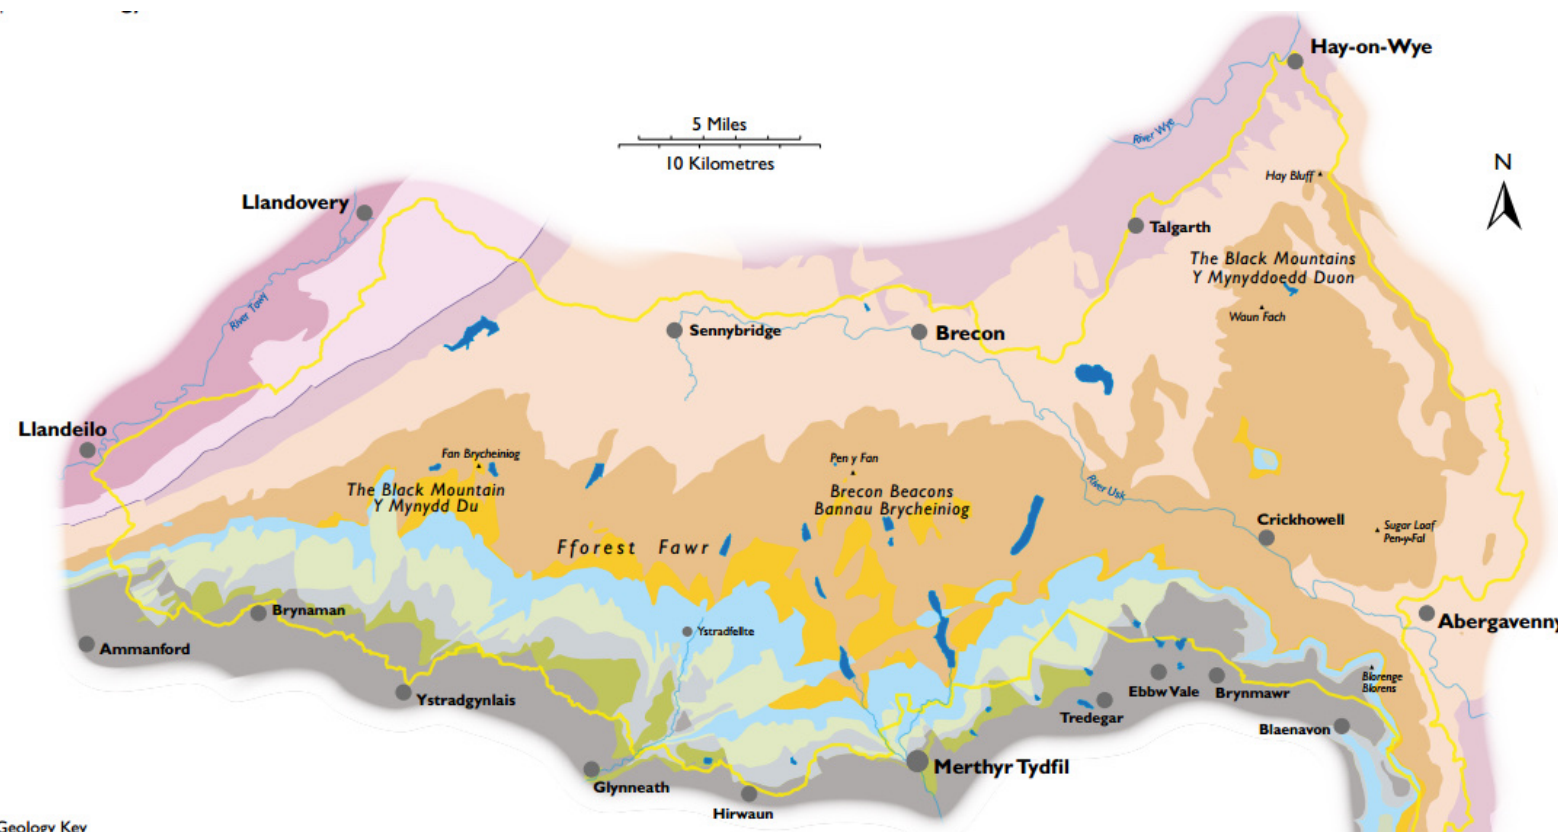 Hay-on-Wye
5 Miles
10 Kilometres
River Wye
N
Hay Bluff
Llandovery
Talgarth
The Black Mountains
Y Mynyddoedd Duon
River Towy
Waun Fach
Sennybridge
Brecon
Llandeilo
Fan Brycheiniog
Pen y Fan
The Black Mountain
Y Mynydd Du
Brecon Beacons
Bannau Brycheiniog
River Usk
Crickhowell
Sugar Loaf
Pen-y-Fal
Fforest Fawr
Brynaman
Ystradfellte
Abergavenny
Ammanford
Blorenge
Blorens
Ystradgynlais
Ebbw Vale
Brynmawr
Tredegar
Blaenavon
Merthyr Tydfil
Glynneath
Hirwaun
Geology Key